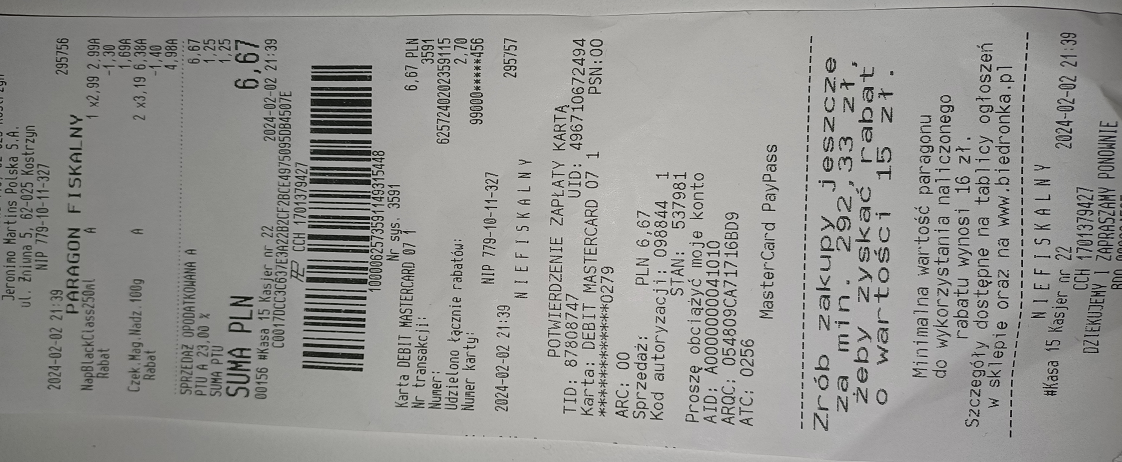 Jeronimo Martins Polska S.A.
ul. Żniwna 5, 62-025 Kostrzyn
NIP 779-10-11-327
2024-02-02 21:39 295756
PARAGON FISKALNY
NapBlackClass250ml A 1 x2,99 2,99A
Rabat -1,30
1,69A
Czek.Mag.Nadz.100g A 2 x3,19 6,38A
Rabat -1,40
4,98A
SPRZEDAŻ OPODATKOWANA A 6,67
PTU A 23,00 % 1,25
SUMA PTU 1,25
SUMA PLN 6,67
00156 #Kasa 15 Kasjer nr 22 2024-02-02 21:39
C0017DCC3E637E3A22B2CF2BCE4975095DB4507E
CCH 1701379427
1000062573591149315448
Nr sys. 3591
Karta DEBIT MASTERCARD 07 1 6,67 PLN
Nr transakcji: 3591
Numer: 6257240202359115
Udzielono łącznie rabatów: 2,70
Numer karty: 99000*****456
NIP 779-10-11-327
2024-02-02 21:39 295757
N I E F I S K A L N Y
POTWIERDZENIE ZAPŁATY KARTĄ
TID: 87808747 UID: 496710672494
Karta: DEBIT MASTERCARD 07 1 PSN:00
************0279
ARC: 00
Sprzedaż: PLN 6,67
Kod autoryzacji: 098844 1
STAN: 537981
Proszę obciążyć moje konto
AID: A0000000041010
ARQC: 054809CA71716BD9
ATC: 0256
MasterCard PayPass
Zrób zakupy jeszcze
za min. 292,33 zł,
żeby zyskać rabat
o wartości 15 zł.
Minimalna wartość paragonu
do wykorzystania naliczonego
rabatu wynosi 16 zł.
Szczegóły dostępne na tablicy ogłoszeń
w sklepie oraz na www.biedronka.pl
N I E F I S K A L N Y
#Kasa 15 Kasjer nr 22 2024-02-02 21:39
CCH 1701379427
DZIĘKUJEMY I ZAPRASZAMY PONOWNIE